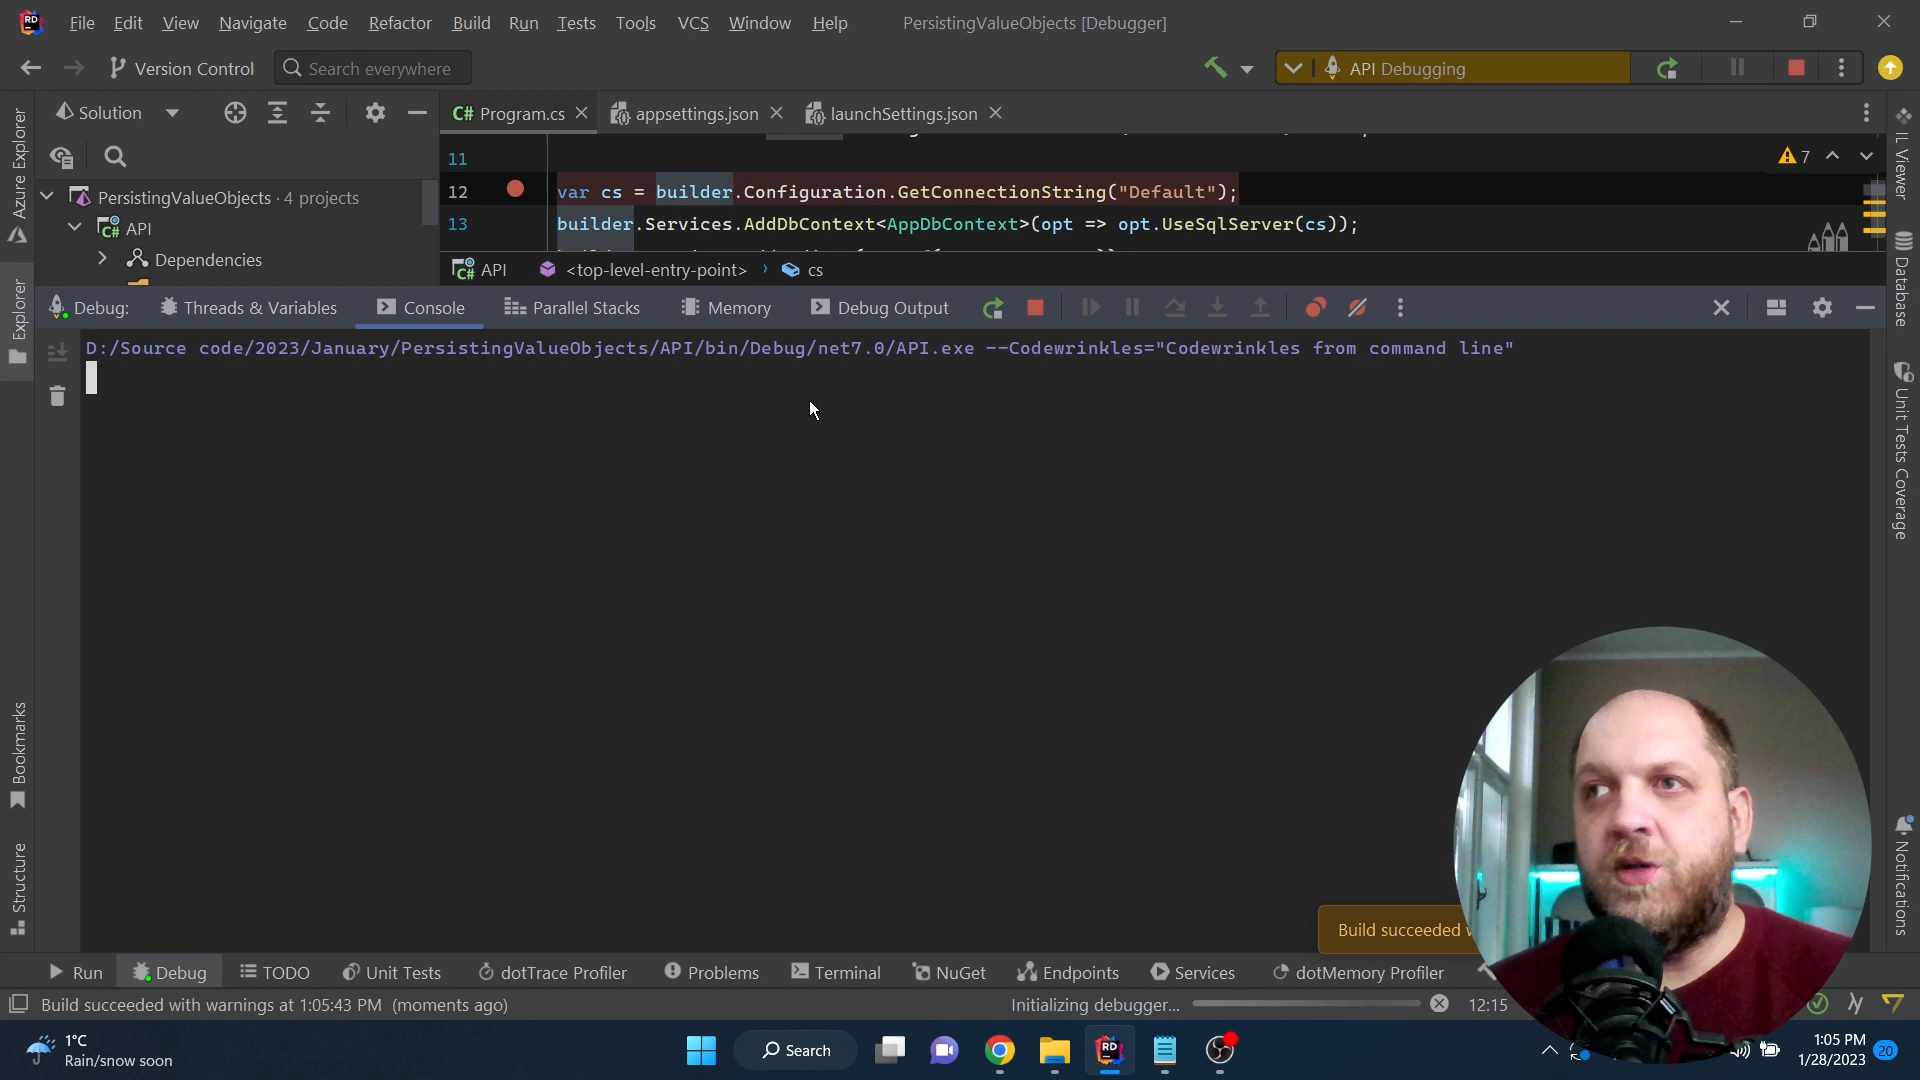 RD File Edit View Navigate Code Refactor Build Run Tests Tools VCS Window Help PersistingValueObjects [Debugger]
Version Control Search everywhere API Debugging
Solution C# Program.cs appsettings.json launchSettings.json
11 7
PersistingValueObjects · 4 projects 12 var cs = builder.Configuration.GetConnectionString("Default");
API 13 builder.Services.AddDbContext<AppDbContext>(opt => opt.UseSqlServer(cs));
Dependencies
C# API <top-level-entry-point> › cs
Debug: Threads & Variables Console Parallel Stacks Memory Debug Output
D:/Source code/2023/January/PersistingValueObjects/API/bin/Debug/net7.0/API.exe --Codewrinkles="Codewrinkles from command line"
Azure Explorer
Explorer
Bookmarks
Structure
IL Viewer
Database
Unit Tests Coverage
Notifications
Build succeeded
Run Debug TODO Unit Tests dotTrace Profiler Problems Terminal NuGet Endpoints Services dotMemory Profiler
Build succeeded with warnings at 1:05:43 PM (moments ago) Initializing debugger... 12:15
1°C
Rain/snow soon
Search
RD
1:05 PM
1/28/2023
20